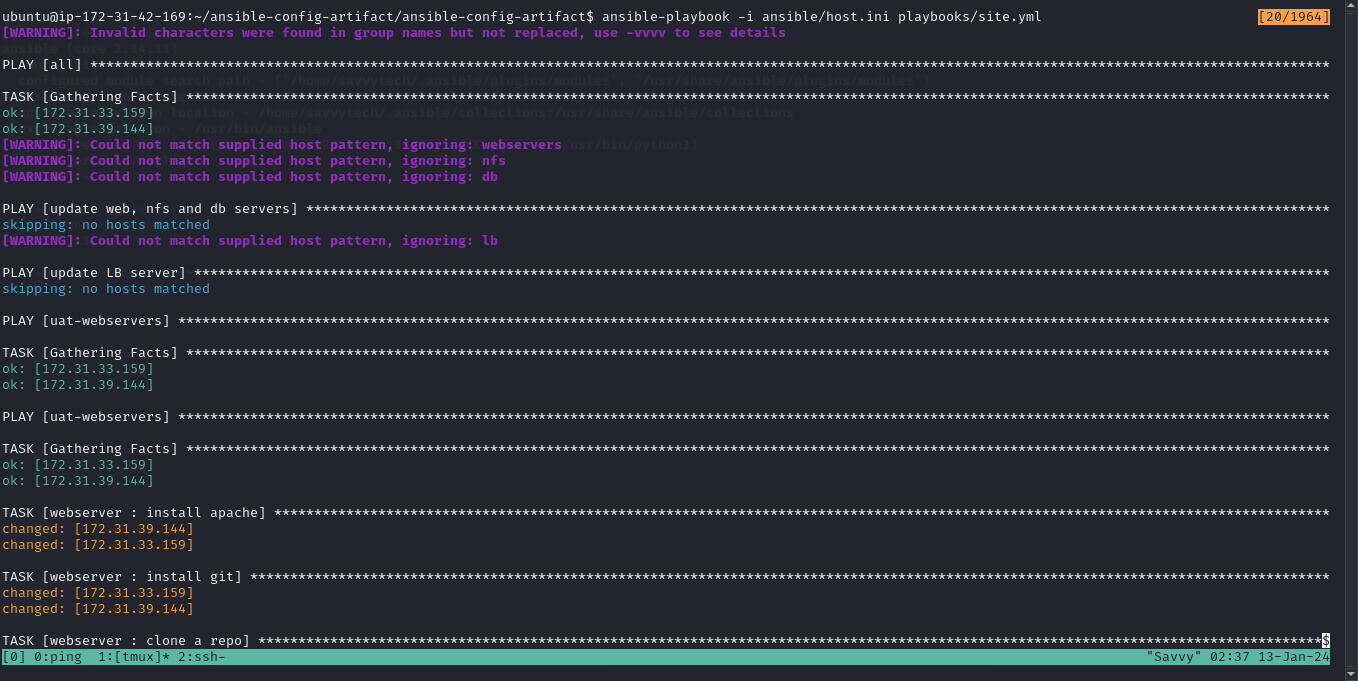 ubuntu@ip-172-31-42-169:~/ansible-config-artifact/ansible-config-artifact$ ansible-playbook -i ansible/host.ini playbooks/site.yml [20/1964]
[WARNING]: Invalid characters were found in group names but not replaced, use -vvvv to see details
PLAY [all] ***********************************************************************************************************************************************************
TASK [Gathering Facts] ***********************************************************************************************************************************************
ok: [172.31.33.159]
ok: [172.31.39.144]
[WARNING]: Could not match supplied host pattern, ignoring: webservers
[WARNING]: Could not match supplied host pattern, ignoring: nfs
[WARNING]: Could not match supplied host pattern, ignoring: db
PLAY [update web, nfs and db servers] ********************************************************************************************************************************
skipping: no hosts matched
[WARNING]: Could not match supplied host pattern, ignoring: lb
PLAY [update LB server] **********************************************************************************************************************************************
skipping: no hosts matched
PLAY [uat-webservers] ************************************************************************************************************************************************
TASK [Gathering Facts] ***********************************************************************************************************************************************
ok: [172.31.33.159]
ok: [172.31.39.144]
PLAY [uat-webservers] ************************************************************************************************************************************************
TASK [Gathering Facts] ***********************************************************************************************************************************************
ok: [172.31.33.159]
ok: [172.31.39.144]
TASK [webserver : install apache] ************************************************************************************************************************************
changed: [172.31.39.144]
changed: [172.31.33.159]
TASK [webserver : install git] ***************************************************************************************************************************************
changed: [172.31.33.159]
changed: [172.31.39.144]
TASK [webserver : clone a repo] *************************************************************************************************************************************$
[0] 0:ping  1:[tmux]* 2:ssh- "Savvy" 02:37 13-Jan-24